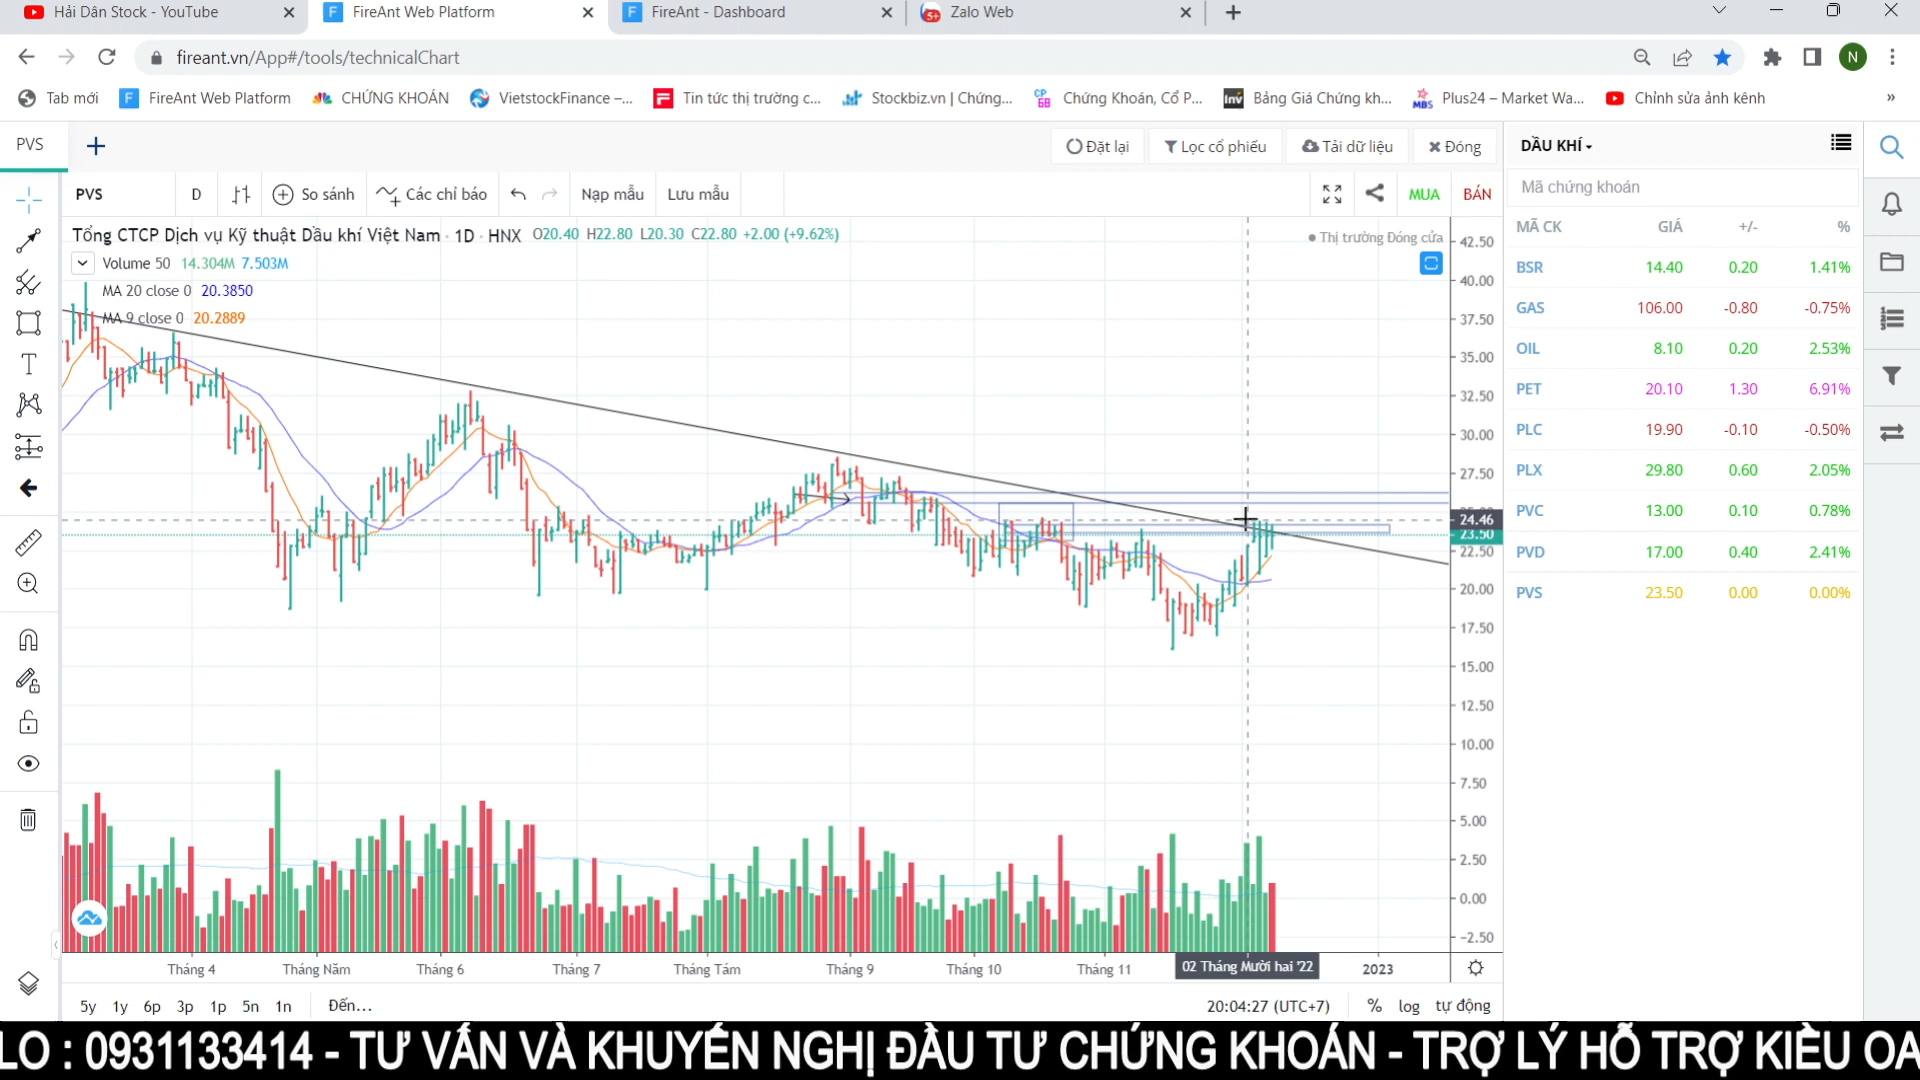 Hải Dân Stock - YouTube
FireAnt Web Platform
FireAnt - Dashboard
5+
Zalo Web
fireant.vn/App#/tools/technicalChart
N
Tab mới
FireAnt Web Platform
CHỨNG KHOÁN
VietstockFinance –...
Tin tức thị trường c...
Stockbiz.vn | Chứng...
CP 68
Chứng Khoán, Cổ P...
Inv
Bảng Giá Chứng kh...
MBS
Plus24 – Market Wa...
Chỉnh sửa ảnh kênh
»
PVS
Đặt lại
Lọc cổ phiếu
Tải dữ liệu
Đóng
PVS
D
So sánh
Các chỉ báo
Nạp mẫu
Lưu mẫu
MUA
BÁN
Tổng CTCP Dịch vụ Kỹ thuật Dầu khí Việt Nam · 1D · HNX O20.40 H22.80 L20.30 C22.80 +2.00 (+9.62%)
Thị trường Đóng cửa
Volume 50 14.304M 7.503M
MA 20 close 0 20.3850
MA 9 close 0 20.2889
42.50
40.00
37.50
35.00
32.50
30.00
27.50
24.46
23.50
22.50
20.00
17.50
15.00
12.50
10.00
7.50
5.00
2.50
0.00
-2.50
Tháng 4
Tháng Năm
Tháng 6
Tháng 7
Tháng Tám
Tháng 9
Tháng 10
Tháng 11
02 Tháng Mười hai '22
2023
5y 1y 6p 3p 1p 5n 1n Đến...
20:04:27 (UTC+7) % log tự động
DẦU KHÍ
Mã chứng khoán
MÃ CK GIÁ +/- %
BSR 14.40 0.20 1.41%
GAS 106.00 -0.80 -0.75%
OIL 8.10 0.20 2.53%
PET 20.10 1.30 6.91%
PLC 19.90 -0.10 -0.50%
PLX 29.80 0.60 2.05%
PVC 13.00 0.10 0.78%
PVD 17.00 0.40 2.41%
PVS 23.50 0.00 0.00%
LO : 0931133414 - TƯ VẤN VÀ KHUYẾN NGHỊ ĐẦU TƯ CHỨNG KHOÁN - TRỢ LÝ HỖ TRỢ KIỀU OA